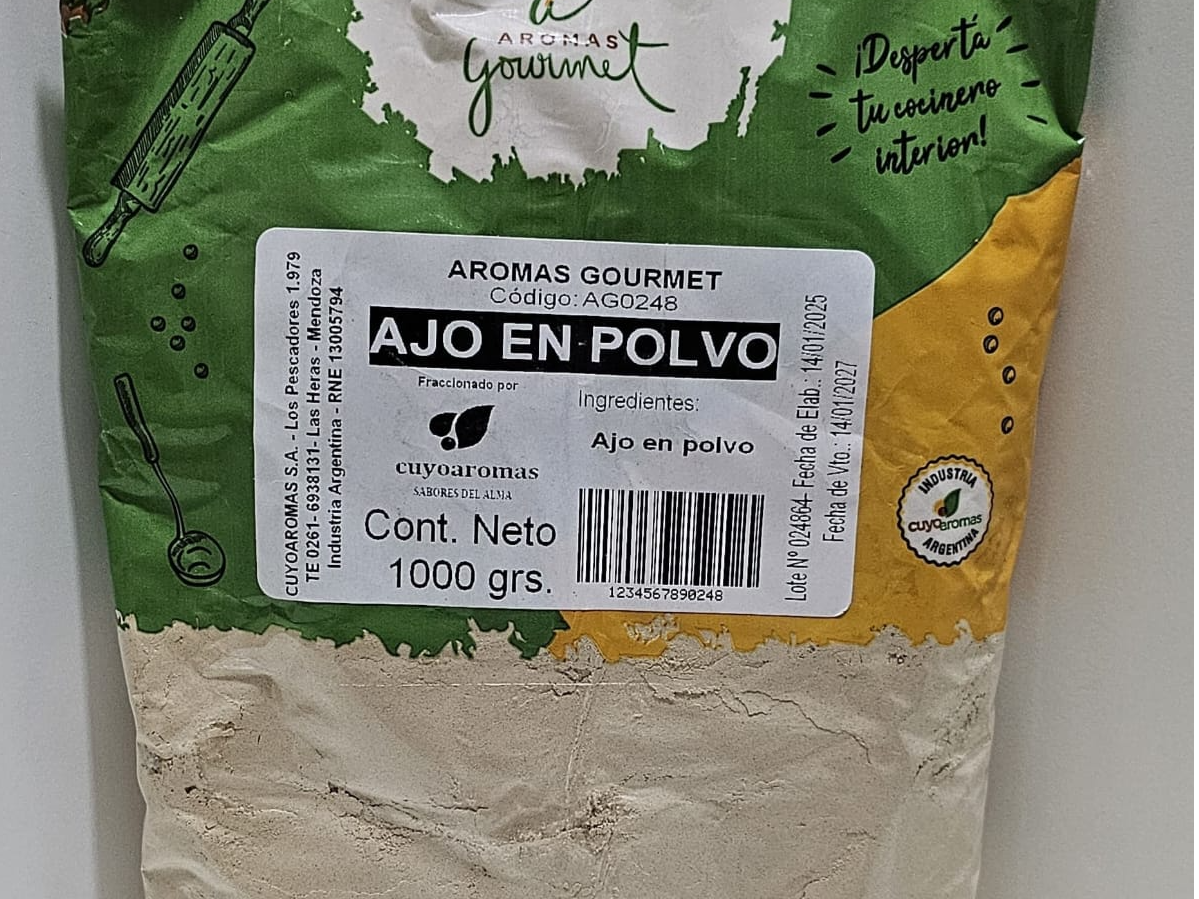 AROMAS
Gourmet
¡Despertá
tu cocinero
interior!
AROMAS GOURMET
Código: AG0248
AJO EN POLVO
Fraccionado por
cuyoaromas
SABORES DEL ALMA
Cont. Neto
1000 grs.
Ingredientes:
Ajo en polvo
1234567890248
CUYOAROMAS S.A. - Los Pescadores 1.979
TE 0261- 6938131- Las Heras - Mendoza
Industria Argentina - RNE 13005794
Lote Nº 024864- Fecha de Elab.: 14/01/2025
Fecha de Vto.: 14/01/2027
INDUSTRIA
cuyoaromas
ARGENTINA